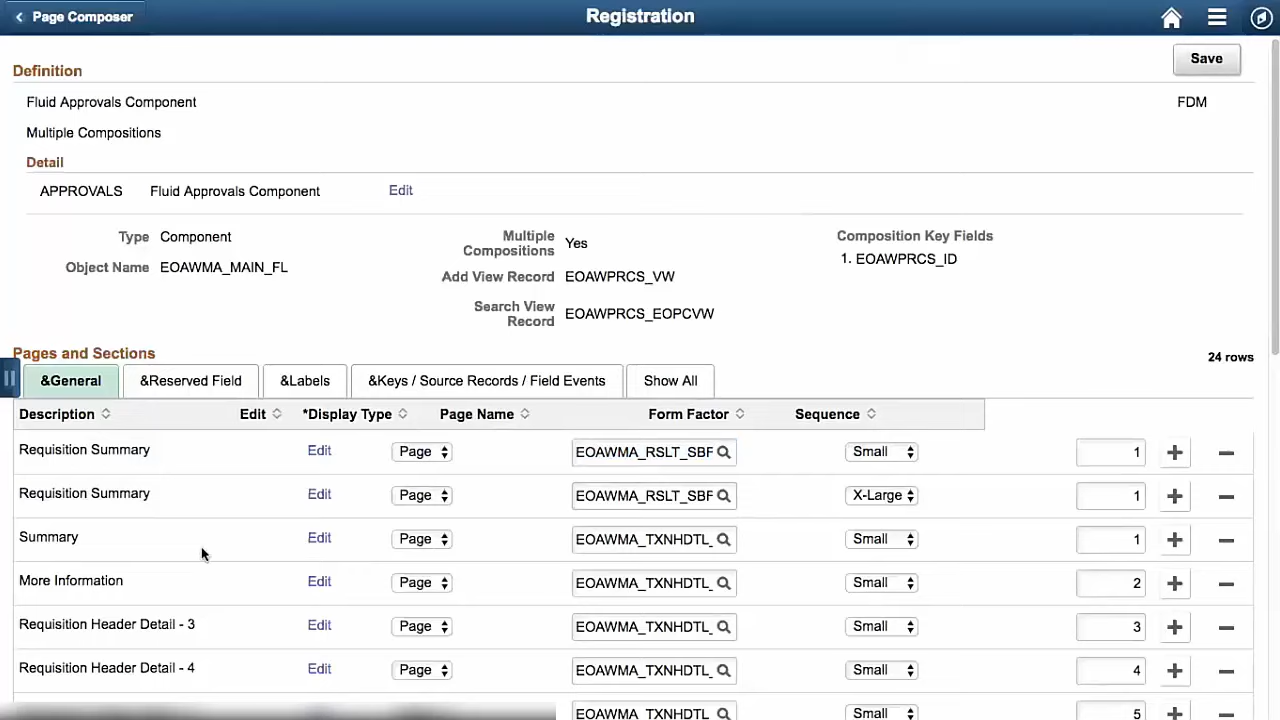 Page Composer
Registration
Save
Definition
Fluid Approvals Component
FDM
Multiple Compositions
Detail
APPROVALS Fluid Approvals Component Edit
Type Component
Object Name EOAWMA_MAIN_FL
Multiple Compositions Yes
Add View Record EOAWPRCS_VW
Search View Record EOAWPRCS_EOPCVW
Composition Key Fields
1. EOAWPRCS_ID
Pages and Sections
24 rows
&General &Reserved Field &Labels &Keys / Source Records / Field Events Show All
Description Edit *Display Type Page Name Form Factor Sequence
Requisition Summary Edit Page EOAWMA_RSLT_SBF Small 1
Requisition Summary Edit Page EOAWMA_RSLT_SBF X-Large 1
Summary Edit Page EOAWMA_TXNHDTL_ Small 1
More Information Edit Page EOAWMA_TXNHDTL_ Small 2
Requisition Header Detail - 3 Edit Page EOAWMA_TXNHDTL_ Small 3
Requisition Header Detail - 4 Edit Page EOAWMA_TXNHDTL_ Small 4
EOAWMA_TXNHDTL_ Small 5